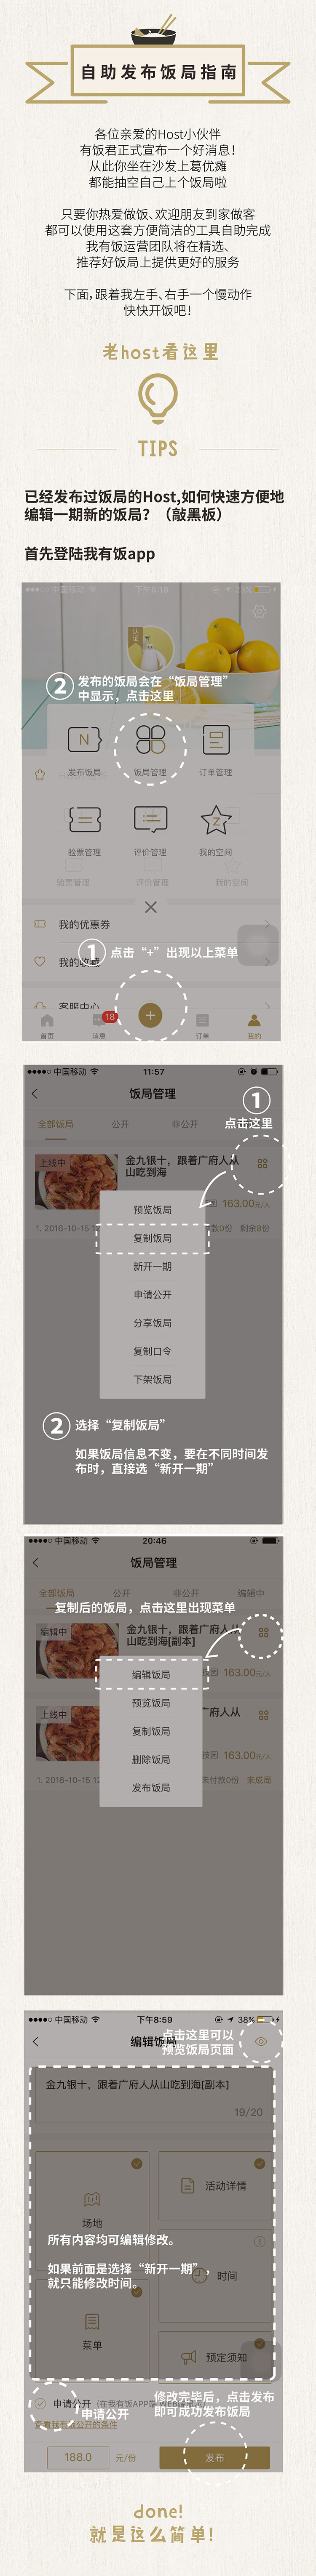 自助发布饭局指南
各位亲爱的Host小伙伴
有饭君正式宣布一个好消息！
从此你坐在沙发上葛优瘫
都能抽空自己上个饭局啦
只要你热爱做饭、欢迎朋友到家做客
都可以使用这套方便简洁的工具自助完成
我有饭运营团队将在精选、
推荐好饭局上提供更好的服务
下面，跟着我左手、右手一个慢动作
快快开饭吧！
老host看这里
TIPS
已经发布过饭局的Host,如何快速方便地
编辑一期新的饭局？（敲黑板）
首先登陆我有饭app
中国移动 下午8:18
认证
② 发布的饭局会在“饭局管理”
中显示，点击这里
发布饭局 饭局管理 订单管理
验票管理 评价管理 我的空间
验票管理 评价管理 我的空间
我的优惠券
① 点击“+”出现以上菜单
我的收藏
客服中心
18
首页 消息 订单 我的
中国移动 11:57
饭局管理
①
点击这里
全部饭局 公开 非公开
上线中
金九银十，跟着广府人从
山吃到海
163.00元/人
1. 2016-10-15 1 款0份 剩余8份
预览饭局
复制饭局
新开一期
申请公开
分享饭局
复制口令
下架饭局
② 选择“复制饭局”
如果饭局信息不变，要在不同时间发
布时，直接选“新开一期”
中国移动 20:46
饭局管理
全部饭局 公开 非公开 编辑中
复制后的饭局，点击这里出现菜单
编辑中
金九银十，跟着广府人从
山吃到海[副本]
技园 163.00元/人
编辑饭局
预览饭局
复制饭局
删除饭局
发布饭局
上线中
广府人从
技园 163.00元/人
1. 2016-10-15 12 未付款0份 未成局
中国移动 下午8:59 38%
编辑饭局
点击这里可以
预览饭局页面
金九银十，跟着广府人从山吃到海[副本]
19/20
场地
活动详情
所有内容均可编辑修改。
如果前面是选择“新开一期”，
就只能修改时间。
时间
菜单
预定须知
申请公开 (在我有饭APP跟WEB
申请公开
查看我有饭公开的条件
修改完毕后，点击发布
即可成功发布饭局
188.0 元/份 发布
done!
就是这么简单！